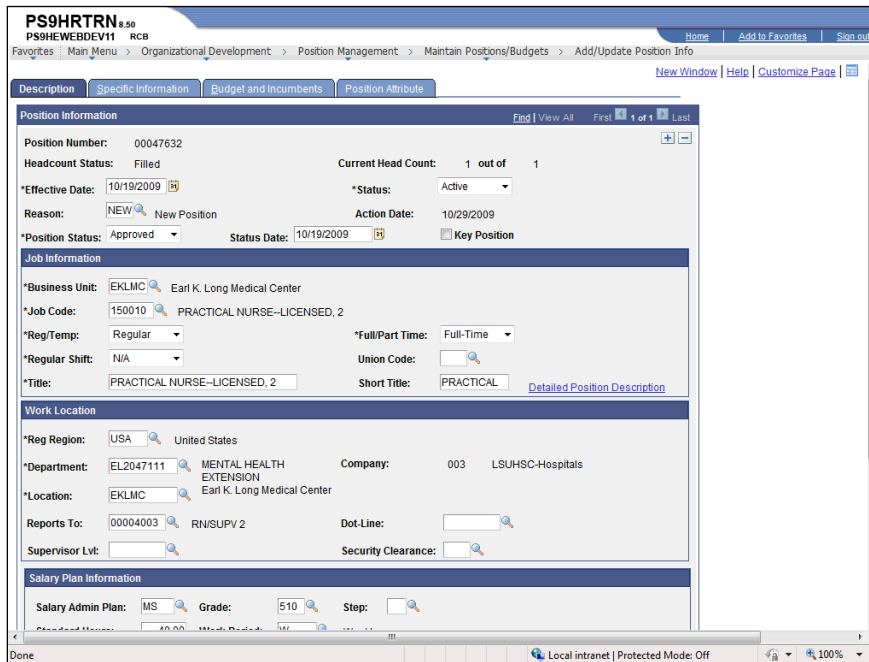 PS9HRTRN 8.50
PS9HEWEBDEV11 RCB
Home | Add to Favorites | Sign out
Favorites Main Menu > Organizational Development > Position Management > Maintain Positions/Budgets > Add/Update Position Info
New Window | Help | Customize Page |
Description Specific Information Budget and Incumbents Position Attribute
Position Information Find | View All First 1 of 1 Last
Position Number: 00047632
Headcount Status: Filled Current Head Count: 1 out of 1
*Effective Date: 10/19/2009 *Status: Active
Reason: NEW New Position Action Date: 10/29/2009
*Position Status: Approved Status Date: 10/19/2009 Key Position
Job Information
*Business Unit: EKLMC Earl K. Long Medical Center
*Job Code: 150010 PRACTICAL NURSE--LICENSED, 2
*Reg/Temp: Regular *Full/Part Time: Full-Time
*Regular Shift: N/A Union Code:
*Title: PRACTICAL NURSE--LICENSED, 2 Short Title: PRACTICAL Detailed Position Description
Work Location
*Reg Region: USA United States
*Department: EL2047111 MENTAL HEALTH EXTENSION Company: 003 LSUHSC-Hospitals
*Location: EKLMC Earl K. Long Medical Center
Reports To: 00004003 RN/SUPV 2 Dot-Line:
Supervisor Lvl: Security Clearance:
Salary Plan Information
Salary Admin Plan: MS Grade: 510 Step:
Standard Hours: 40.00 Work Period: W
Done Local intranet | Protected Mode: Off 100%